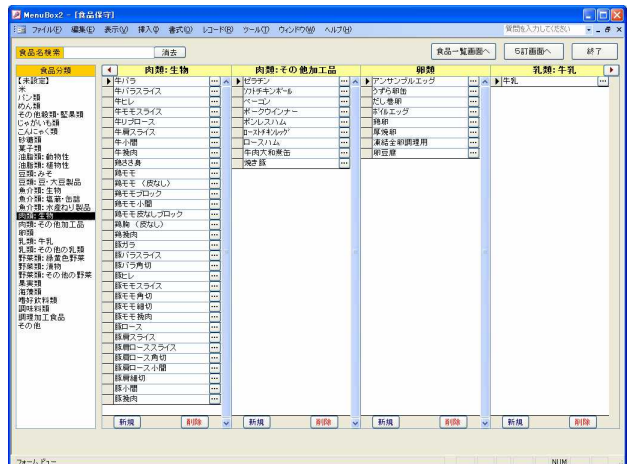 MenuBox2 - [食品保守]
ファイル(F) 編集(E) 表示(V) 挿入(I) 書式(O) レコード(R) ツール(T) ウィンドウ(W) ヘルプ(H) 質問を入力してください
食品名検索 消去 食品一覧画面へ 5訂画面へ 終了
食品分類
【未設定】
米
パン類
めん類
その他穀類・堅果類
じゃがいも類
こんにゃく類
砂糖類
菓子類
油脂類:動物性
油脂類:植物性
豆類:みそ
豆類:豆・大豆製品
魚介類:生物
魚介類:塩蔵・缶詰
魚介類:水産ねり製品
肉類:生物
肉類:その他加工品
卵類
乳類:牛乳
乳類:その他の乳類
野菜類:緑黄色野菜
野菜類:漬物
野菜類:その他の野菜
果実類
海藻類
嗜好飲料類
調味料類
調理加工食品
その他
肉類:生物
牛バラ
牛バラスライス
牛ヒレ
牛モモスライス
牛リブロース
牛肩スライス
牛小間
牛挽肉
鶏ささ身
鶏モモ
鶏モモ（皮なし）
鶏モモブロック
鶏モモ小間
鶏モモ皮なしブロック
鶏胸（皮なし）
鶏挽肉
豚ガラ
豚バラスライス
豚バラ角切
豚ヒレ
豚モモスライス
豚モモ角切
豚モモ細切
豚モモ挽肉
豚ロース
豚肩スライス
豚肩ローススライス
豚肩ロース角切
豚肩ロース小間
豚肩細切
豚小間
豚挽肉
新規 削除
肉類:その他加工品
ゼラチン
ソフトチキンボール
ベーコン
ポークウインナー
ボンレスハム
ローストチキンレッグ
ロースハム
牛肉大和煮缶
焼き豚
新規 削除
卵類
アンサンブルエッグ
うずら卵缶
だし巻卵
ボイルエッグ
鶏卵
厚焼卵
凍結全卵調理用
卵豆腐
新規 削除
乳類:牛乳
牛乳
新規 削除
フォーム ビュー NUM